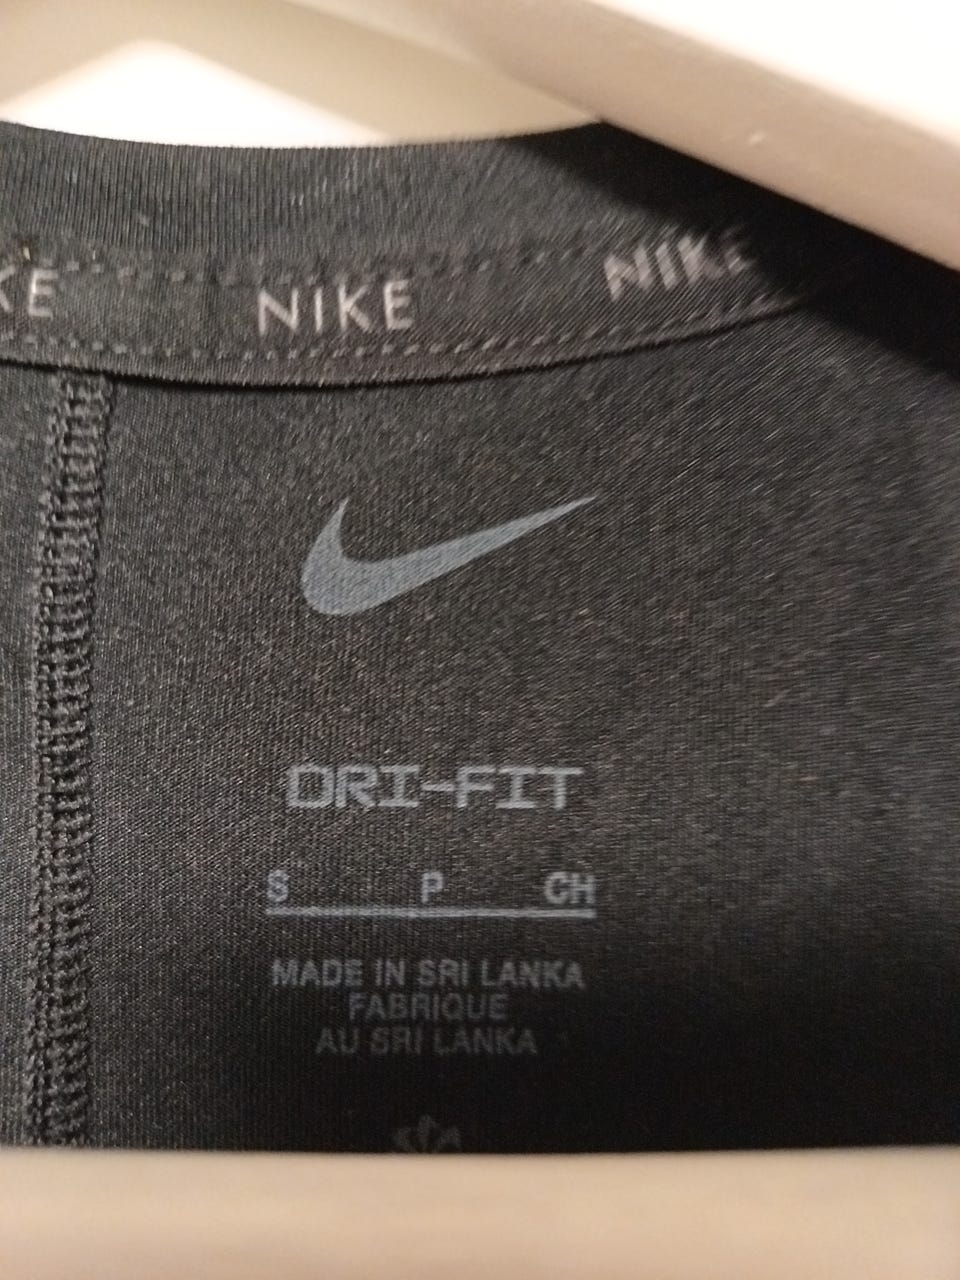 KE NIKE NIKE
DRI-FIT
S P CH
MADE IN SRI LANKA
FABRIQUE
AU SRI LANKA